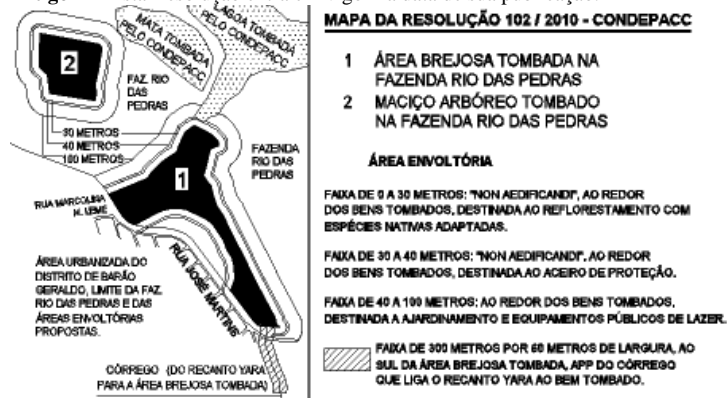 MATA TOMBADA
PELO CONDEPACC
LAGOA TOMBADA
PELO CONDEPACC
2
FAZ. RIO
DAS
PEDRAS
30 METROS
40 METROS
100 METROS
FAZENDA
RIO DAS
PEDRAS
1
RUA MARCOLINA
N. LEME
RUA JOSÉ MARTINS
ÁREA URBANIZADA DO
DISTRITO DE BARÃO
GERALDO, LIMITE DA FAZ.
RIO DAS PEDRAS E DAS
ÁREAS ENVOLTÓRIAS
PROPOSTAS.
CÓRREGO (DO RECANTO YARA
PARA A ÁREA BREJOSA TOMBADA)
MAPA DA RESOLUÇÃO 102 / 2010 - CONDEPACC
1 ÁREA BREJOSA TOMBADA NA
FAZENDA RIO DAS PEDRAS
2 MACIÇO ARBÓREO TOMBADO
NA FAZENDA RIO DAS PEDRAS
ÁREA ENVOLTÓRIA
FAIXA DE 0 A 30 METROS: "NON AEDIFICANDI", AO REDOR
DOS BENS TOMBADOS, DESTINADA AO REFLORESTAMENTO COM
ESPÉCIES NATIVAS ADAPTADAS.
FAIXA DE 30 A 40 METROS: "NON AEDIFICANDI", AO REDOR
DOS BENS TOMBADOS, DESTINADA AO ACEIRO DE PROTEÇÃO.
FAIXA DE 40 A 100 METROS: AO REDOR DOS BENS TOMBADOS,
DESTINADA A AJARDINAMENTO E EQUIPAMENTOS PÚBLICOS DE LAZER.
FAIXA DE 300 METROS POR 60 METROS DE LARGURA, AO
SUL DA ÁREA BREJOSA TOMBADA, APP DO CÓRREGO
QUE LIGA O RECANTO YARA AO BEM TOMBADO.